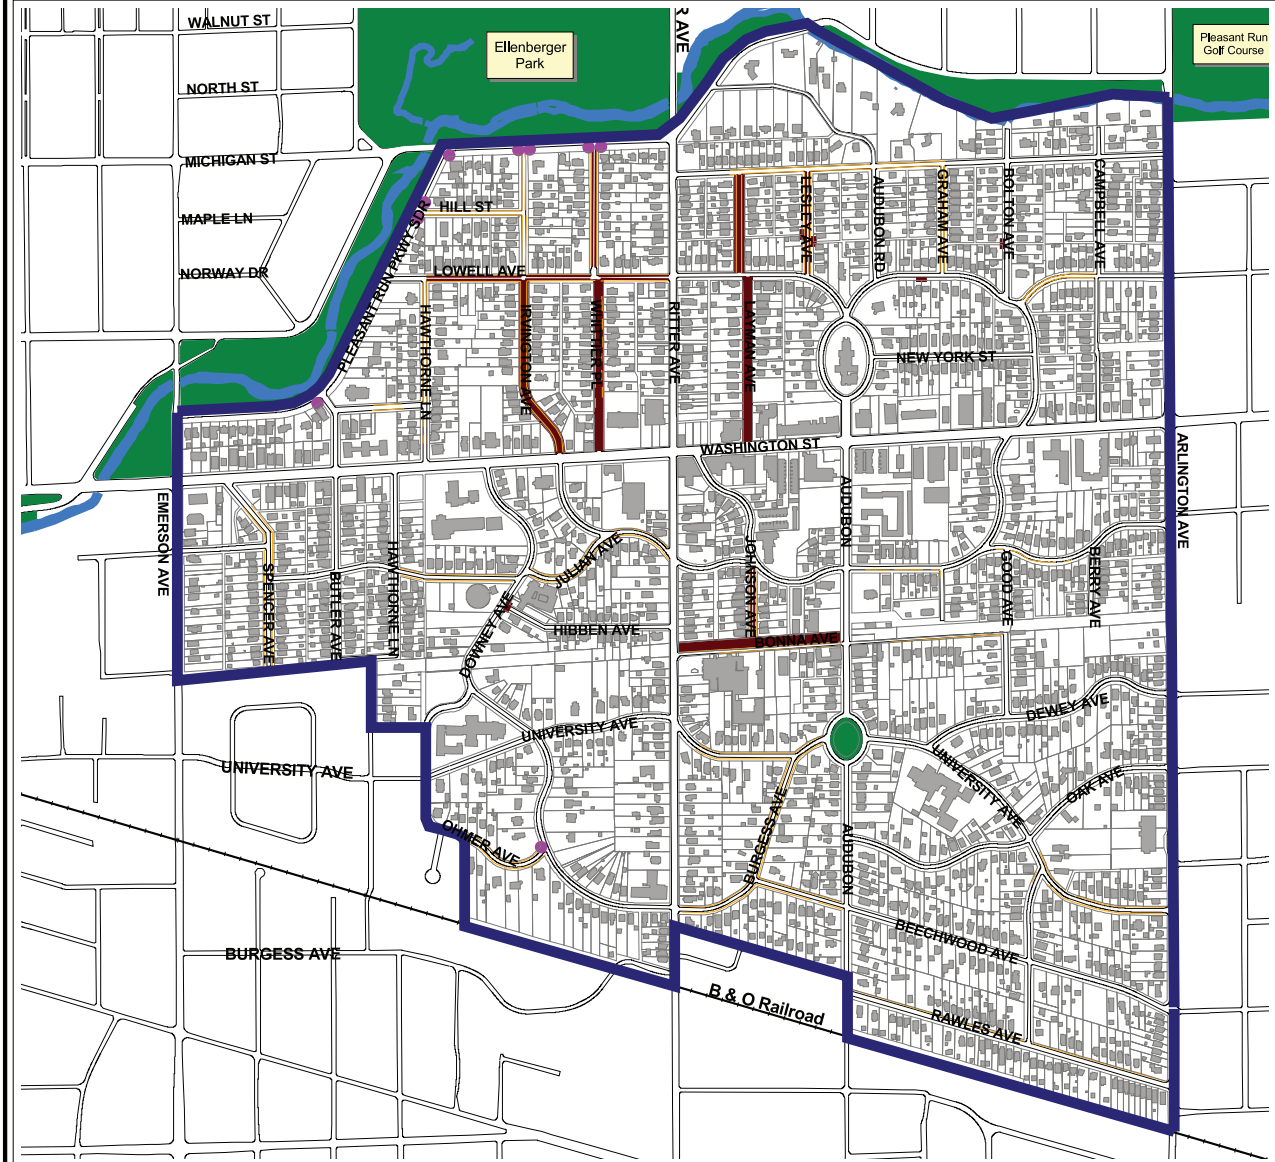 WALNUT ST
R AVE
Ellenberger
Park
Pleasant Run
Golf Course
NORTH ST
MICHIGAN ST
MAPLE LN
HILL ST
NORWAY DR
LOWELL AVE
PLEASANT RUN PKWY SDR
LESLEY AVE
AUDUBON RD
GRAHAM AVE
BOLTON AVE
CAMPBELL AVE
HAWTHORNE LN
IRVINGTON AVE
WHITTIER PL
RITTER AVE
LAYMAN AVE
NEW YORK ST
WASHINGTON ST
EMERSON AVE
AUDUBON
ARLINGTON AVE
SPENCER AVE
BUTLER AVE
HAWTHORNE LN
JULIAN AVE
JOHNSON AVE
GOOD AVE
BERRY AVE
DOWNEY AVE
HIBBEN AVE
BONNA AVE
UNIVERSITY AVE
DEWEY AVE
UNIVERSITY AVE
UNIVERSITY AVE
OAK AVE
OHMER AVE
BURGESS AVE
AUDUBON
BURGESS AVE
BEECHWOOD AVE
B & O Railroad
RAWLES AVE